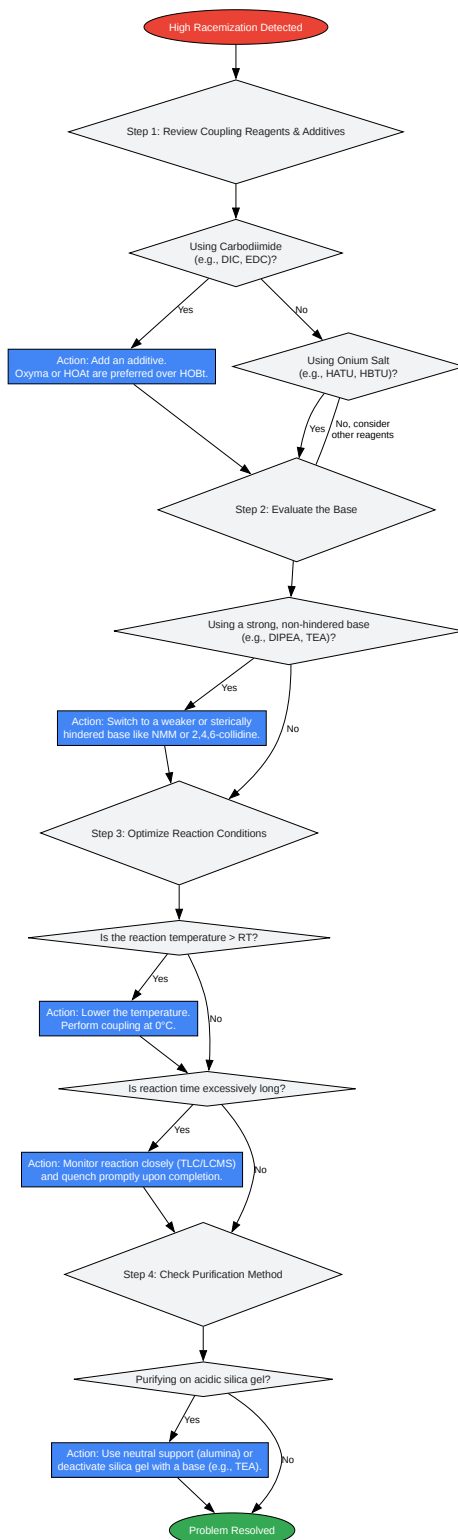 High Racemization Detected
Step 1: Review Coupling Reagents & Additives
Using Carbodiimide
(e.g., DIC, EDC)?
Yes
No
Action: Add an additive.
Oxyma or HOAt are preferred over HOBt.
Using Onium Salt
(e.g., HATU, HBTU)?
Yes
No, consider
other reagents
Step 2: Evaluate the Base
Using a strong, non-hindered base
(e.g., DIPEA, TEA)?
Yes
No
Action: Switch to a weaker or sterically
hindered base like NMM or 2,4,6-collidine.
Step 3: Optimize Reaction Conditions
Is the reaction temperature > RT?
Yes
No
Action: Lower the temperature.
Perform coupling at 0°C.
Is reaction time excessively long?
Yes
No
Action: Monitor reaction closely (TLC/LCMS)
and quench promptly upon completion.
Step 4: Check Purification Method
Purifying on acidic silica gel?
Yes
No
Action: Use neutral support (alumina) or
deactivate silica gel with a base (e.g., TEA).
Problem Resolved